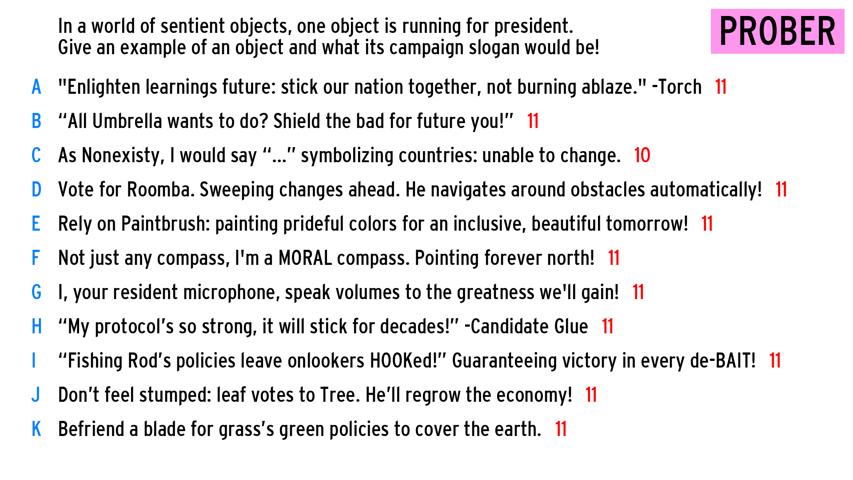 In a world of sentient objects, one object is running for president.
Give an example of an object and what its campaign slogan would be!
PROBER
A "Enlighten learnings future: stick our nation together, not burning ablaze." -Torch 11
B “All Umbrella wants to do? Shield the bad for future you!” 11
C As Nonexisty, I would say “...” symbolizing countries: unable to change. 10
D Vote for Roomba. Sweeping changes ahead. He navigates around obstacles automatically! 11
E Rely on Paintbrush: painting prideful colors for an inclusive, beautiful tomorrow! 11
F Not just any compass, I'm a MORAL compass. Pointing forever north! 11
G I, your resident microphone, speak volumes to the greatness we'll gain! 11
H “My protocol’s so strong, it will stick for decades!” -Candidate Glue 11
I “Fishing Rod’s policies leave onlookers HOOKed!” Guaranteeing victory in every de-BAIT! 11
J Don’t feel stumped: leaf votes to Tree. He’ll regrow the economy! 11
K Befriend a blade for grass’s green policies to cover the earth. 11